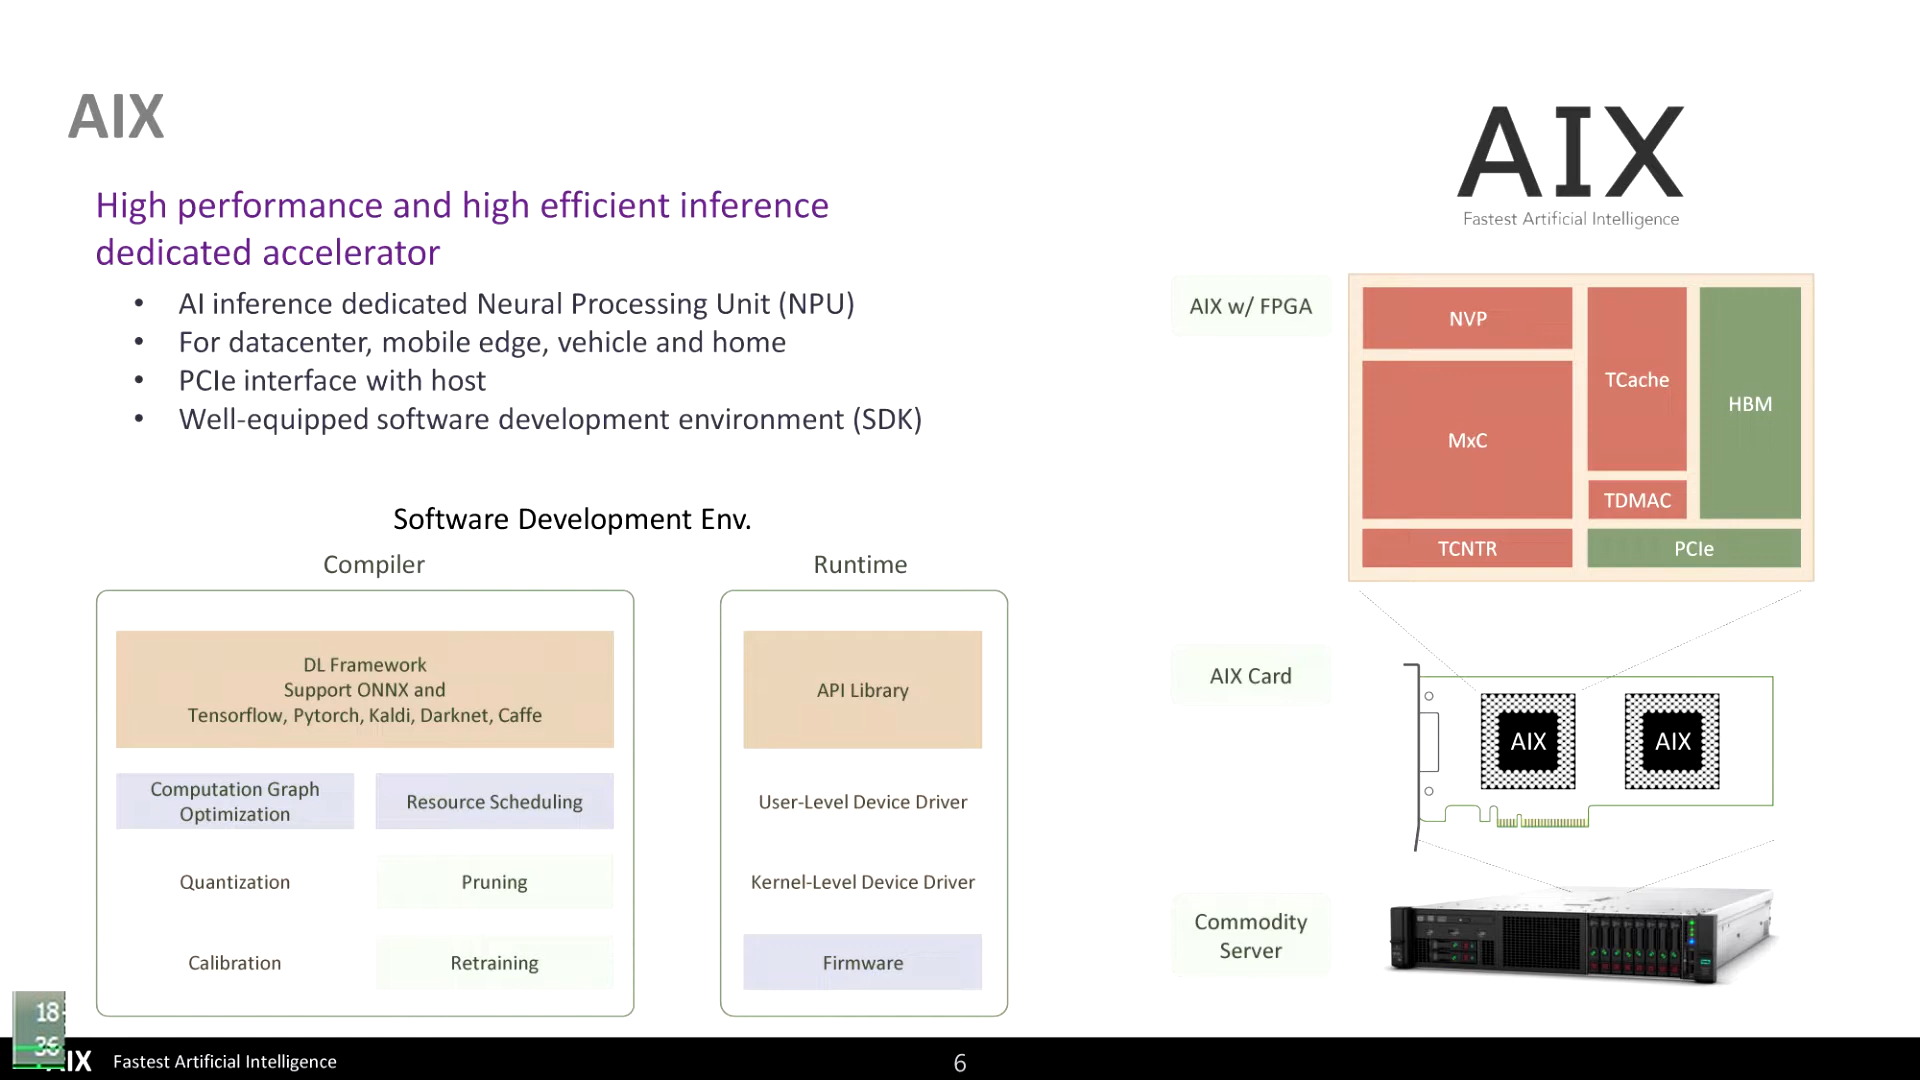 AIX
High performance and high efficient inference
dedicated accelerator
• AI inference dedicated Neural Processing Unit (NPU)
• For datacenter, mobile edge, vehicle and home
• PCIe interface with host
• Well-equipped software development environment (SDK)
Software Development Env.
Compiler
DL Framework
Support ONNX and
Tensorflow, Pytorch, Kaldi, Darknet, Caffe
Computation Graph
Optimization
Resource Scheduling
Quantization
Pruning
Calibration
Retraining
Runtime
API Library
User-Level Device Driver
Kernel-Level Device Driver
Firmware
AIX
Fastest Artificial Intelligence
AIX w/ FPGA
NVP
TCache
HBM
MxC
TDMAC
TCNTR
PCIe
AIX Card
AIX
AIX
Commodity
Server
18
36
IX
Fastest Artificial Intelligence
6